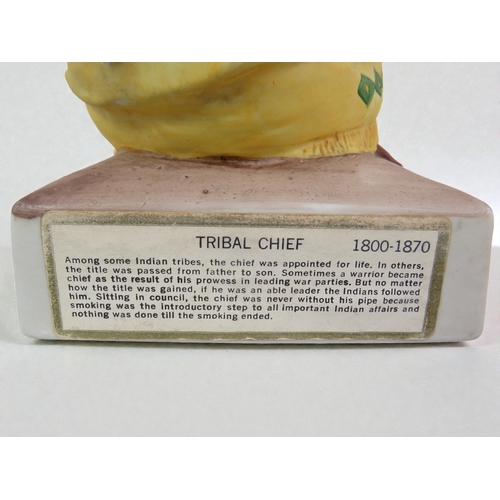 TRIBAL CHIEF 1800-1870
Among some Indian tribes, the chief was appointed for life. In others,
the title was passed from father to son. Sometimes a warrior became
chief as the result of his prowess in leading war parties. But no matter
how the title was gained, if he was an able leader the Indians followed
him. Sitting in council, the chief was never without his pipe because
smoking was the introductory step to all important Indian affairs and
nothing was done till the smoking ended.